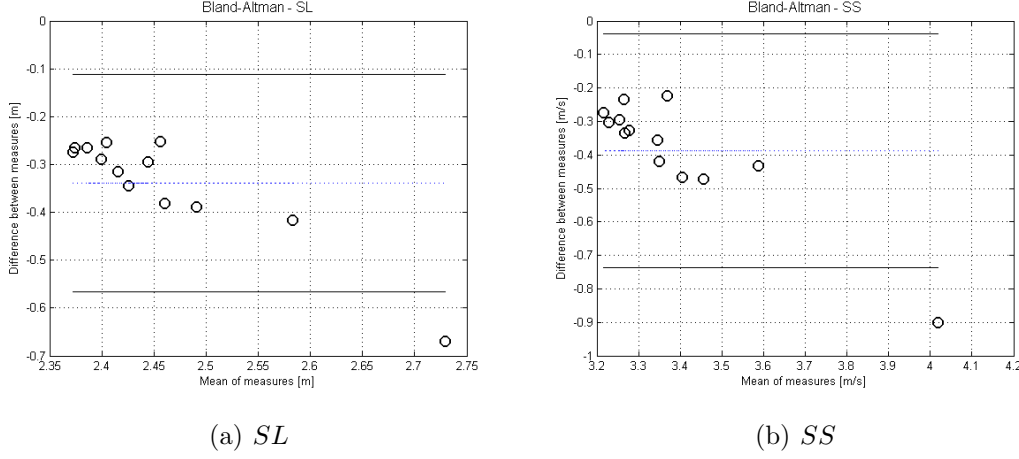 Bland-Altman - SL
0
-0.1
-0.2
-0.3
-0.4
-0.5
-0.6
-0.7
Difference between measures [m]
2.35 2.4 2.45 2.5 2.55 2.6 2.65 2.7 2.75
Mean of measures [m]
(a) SL
Bland-Altman - SS
0
-0.1
-0.2
-0.3
-0.4
-0.5
-0.6
-0.7
-0.8
-0.9
-1
Difference between measures [m/s]
3.2 3.3 3.4 3.5 3.6 3.7 3.8 3.9 4 4.1 4.2
Mean of measures [m/s]
(b) SS